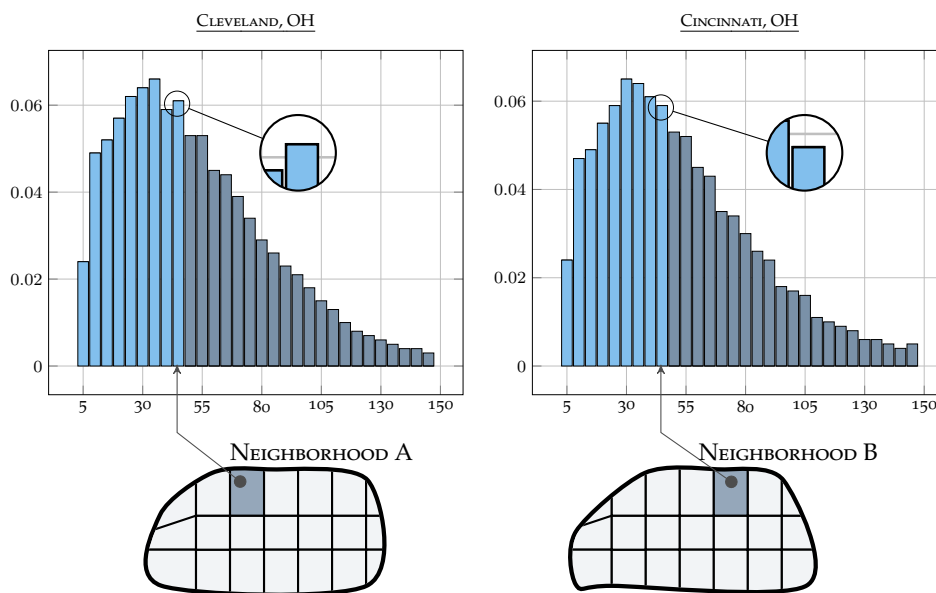 CLEVELAND, OH
0.06
0.04
0.02
0
5 30 55 80 105 130 150
NEIGHBORHOOD A
CINCINNATI, OH
0.06
0.04
0.02
0
5 30 55 80 105 130 150
NEIGHBORHOOD B